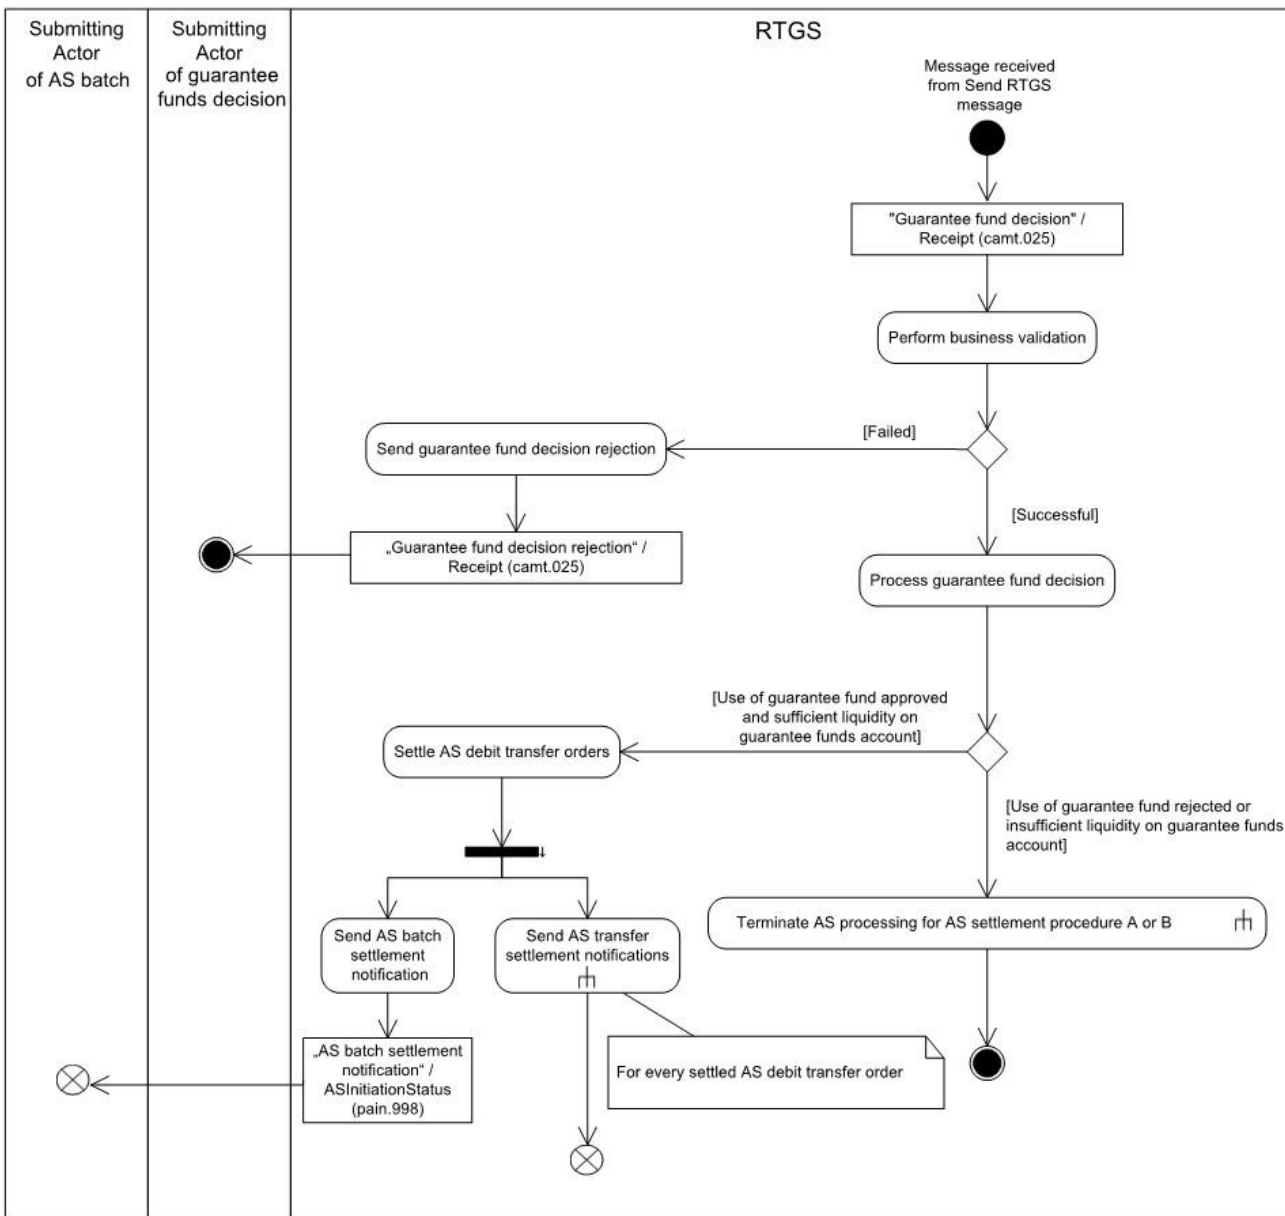 Submitting
Actor
of AS batch
Submitting
Actor
of guarantee
funds decision
RTGS
Message received
from Send RTGS
message
"Guarantee fund decision" /
Receipt (camt.025)
Perform business validation
[Failed]
Send guarantee fund decision rejection
[Successful]
„Guarantee fund decision rejection“ /
Receipt (camt.025)
Process guarantee fund decision
[Use of guarantee fund approved
and sufficient liquidity on
guarantee funds account]
Settle AS debit transfer orders
[Use of guarantee fund rejected or
insufficient liquidity on guarantee funds
account]
Terminate AS processing for AS settlement procedure A or B
Send AS batch
settlement
notification
Send AS transfer
settlement notifications
„AS batch settlement
notification“ /
ASInitiationStatus
(pain.998)
For every settled AS debit transfer order